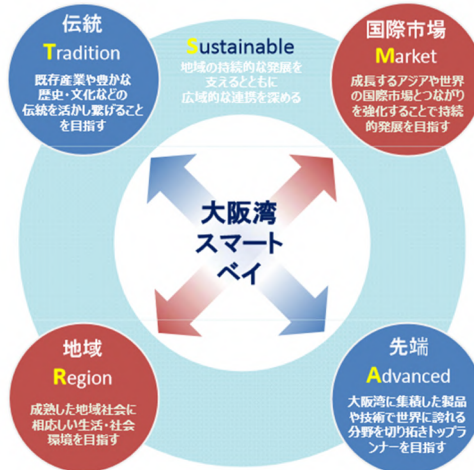 伝統
Tradition
既存産業や豊かな
歴史・文化などの
伝統を活かし繋げること
を目指す
Sustainable
地域の持続的な発展を
支えるとともに
広域的な連携を深める
国際市場
Market
成長するアジアや世界
の国際市場とつながり
を強化することで持続
的発展を目指す
大阪湾
スマート
ベイ
地域
Region
成熟した地域社会に
相応しい生活・社会
環境を目指す
先端
Advanced
大阪湾に集積した製品
や技術で世界に誇れる
分野を切り拓きトップラ
ンナーを目指す